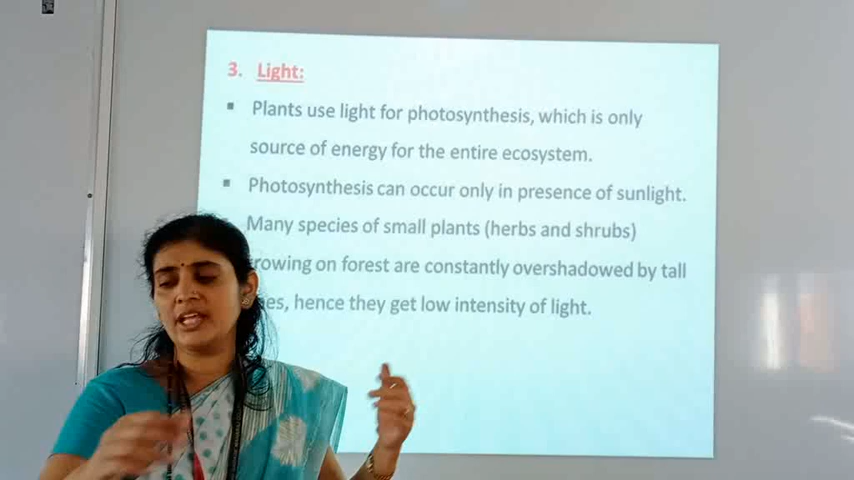 3. Light:
▪ Plants use light for photosynthesis, which is only
source of energy for the entire ecosystem.
▪ Photosynthesis can occur only in presence of sunlight.
Many species of small plants (herbs and shrubs)
on forest are constantly overshadowed by tall
hence they get low intensity of light.